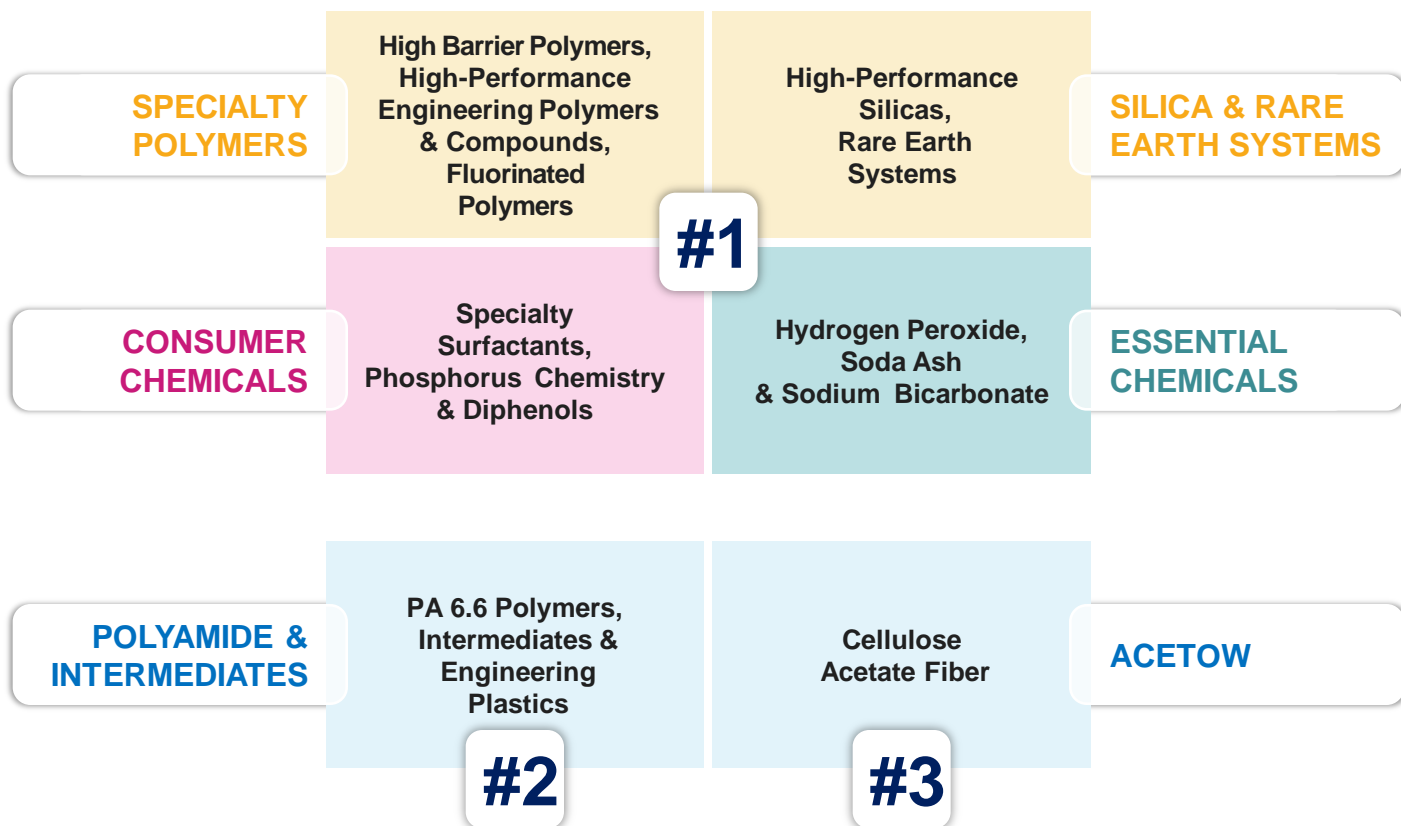 SPECIALTY
POLYMERS
High Barrier Polymers,
High-Performance
Engineering Polymers
& Compounds,
Fluorinated
Polymers
High-Performance
Silicas,
Rare Earth
Systems
SILICA & RARE
EARTH SYSTEMS
#1
CONSUMER
CHEMICALS
Specialty
Surfactants,
Phosphorus Chemistry
& Diphenols
Hydrogen Peroxide,
Soda Ash
& Sodium Bicarbonate
ESSENTIAL
CHEMICALS
POLYAMIDE &
INTERMEDIATES
PA 6.6 Polymers,
Intermediates &
Engineering
Plastics
#2
Cellulose
Acetate Fiber
#3
ACETOW